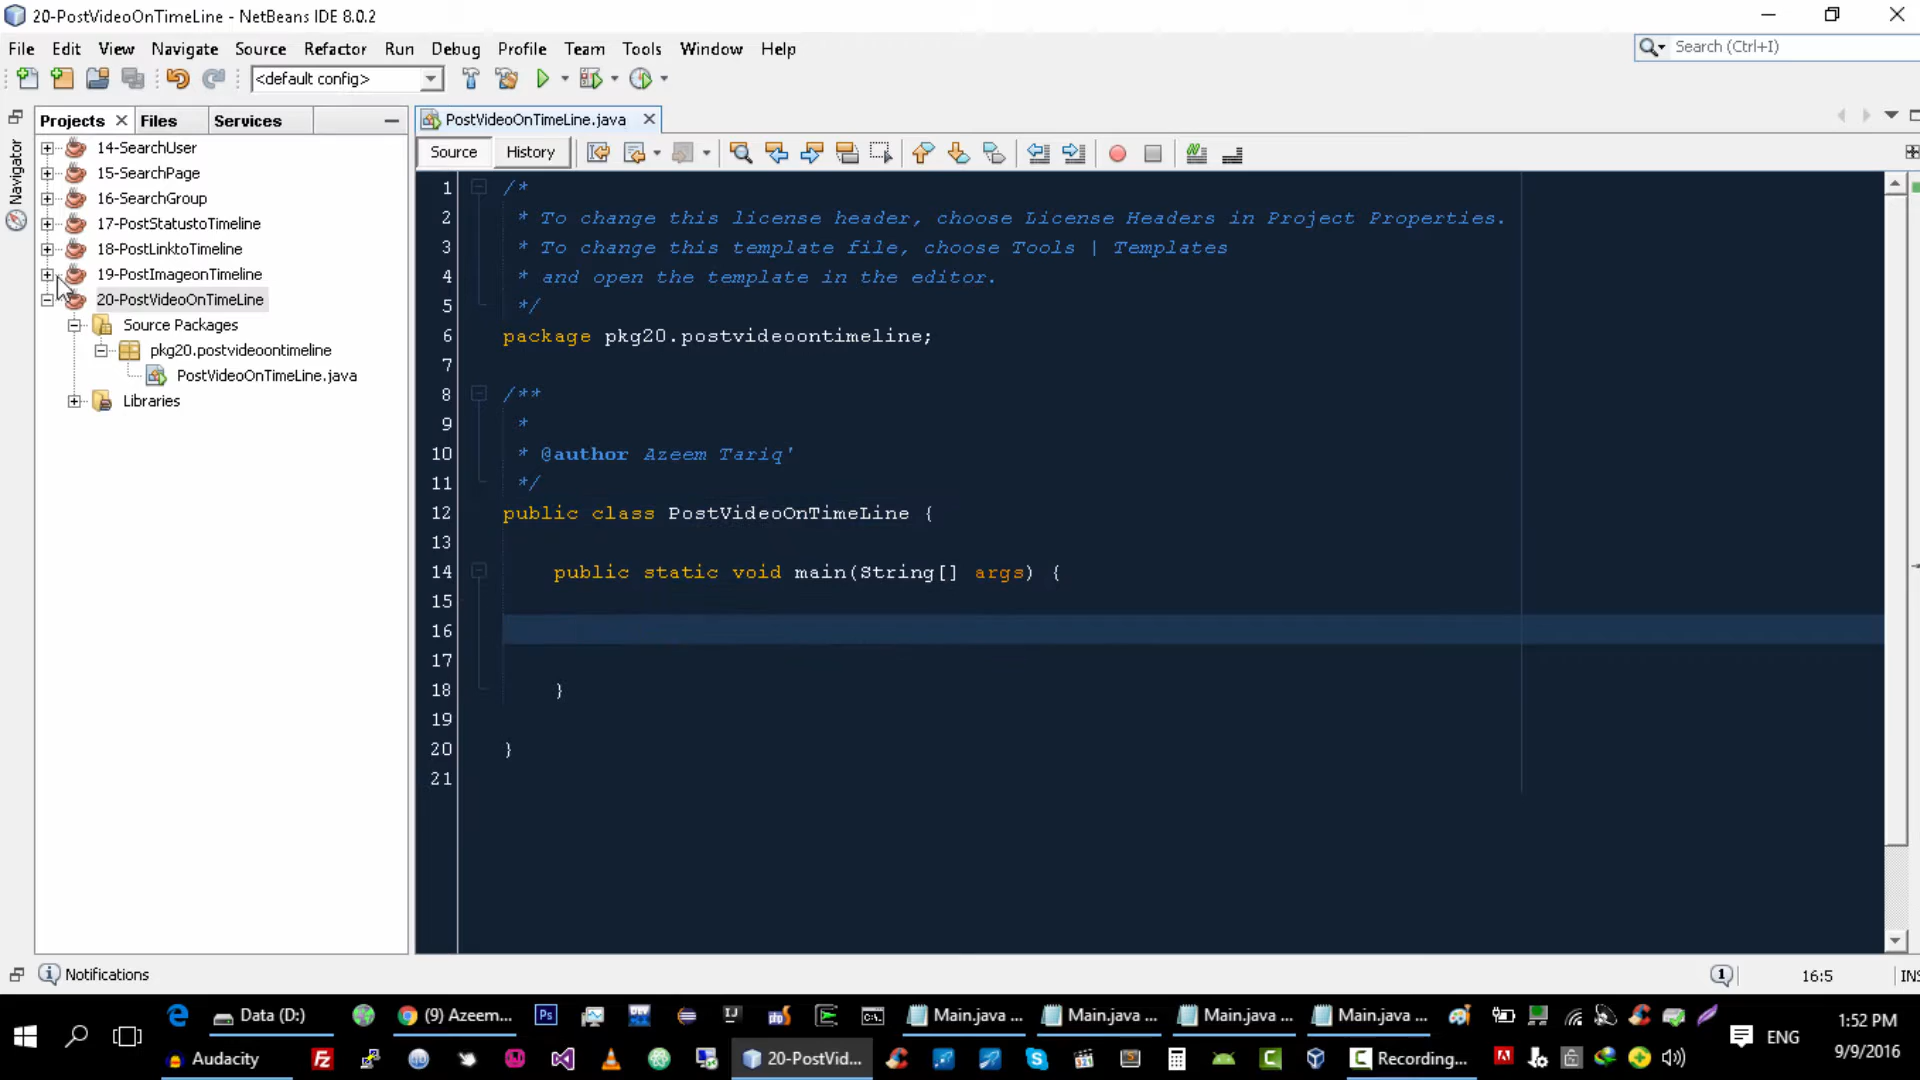 20-PostVideoOnTimeLine - NetBeans IDE 8.0.2
File Edit View Navigate Source Refactor Run Debug Profile Team Tools Window Help
Search (Ctrl+I)
<default config>
Projects Files Services
PostVideoOnTimeLine.java
Navigator
Source History
14-SearchUser
15-SearchPage
16-SearchGroup
17-PostStatustoTimeline
18-PostLinktoTimeline
19-PostImageonTimeline
20-PostVideoOnTimeLine
Source Packages
pkg20.postvideoontimeline
PostVideoOnTimeLine.java
Libraries
1 /*
2 * To change this license header, choose License Headers in Project Properties.
3 * To change this template file, choose Tools | Templates
4 * and open the template in the editor.
5 */
6 package pkg20.postvideoontimeline;
7
8 /**
9 *
10 * @author Azeem Tariq'
11 */
12 public class PostVideoOnTimeLine {
13
14 public static void main(String[] args) {
15
16
17
18 }
19
20 }
21
Notifications
1
16:5
INS
Data (D:)
(9) Azeem...
Ps
DEV
IJ
php
Main.java ...
Main.java ...
Main.java ...
Main.java ...
ENG
1:52 PM
9/9/2016
Audacity
Fz
20-PostVid...
Recording...